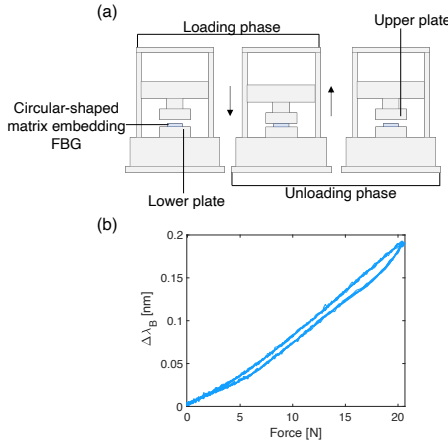 (a)
Loading phase
Upper plate
Circular-shaped
matrix embedding
FBG
Lower plate
Unloading phase
(b)
0.2
0.15
0.1
0.05
0
Δλ_B [nm]
0 5 10 15 20
Force [N]